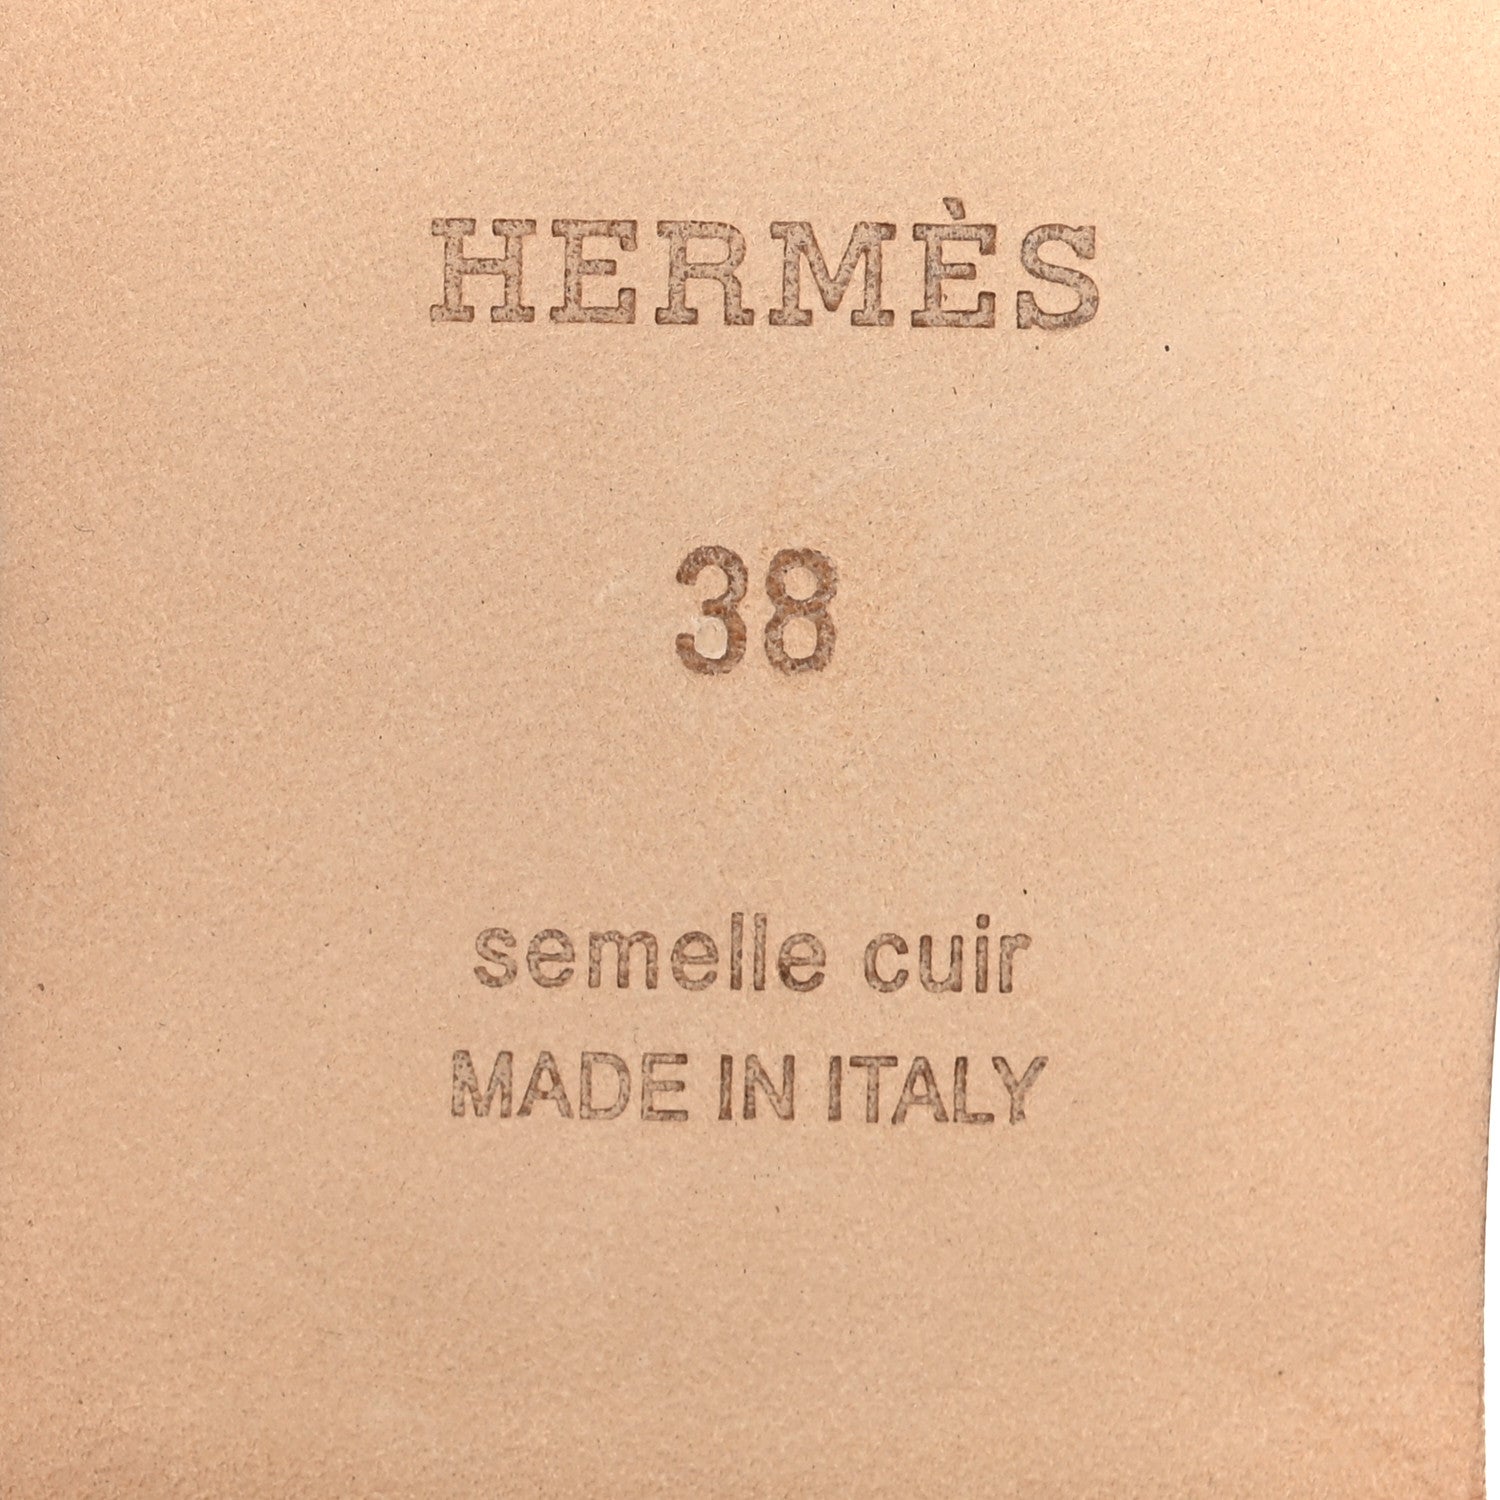 HERMÈS
38
semelle cuir
MADE IN ITALY